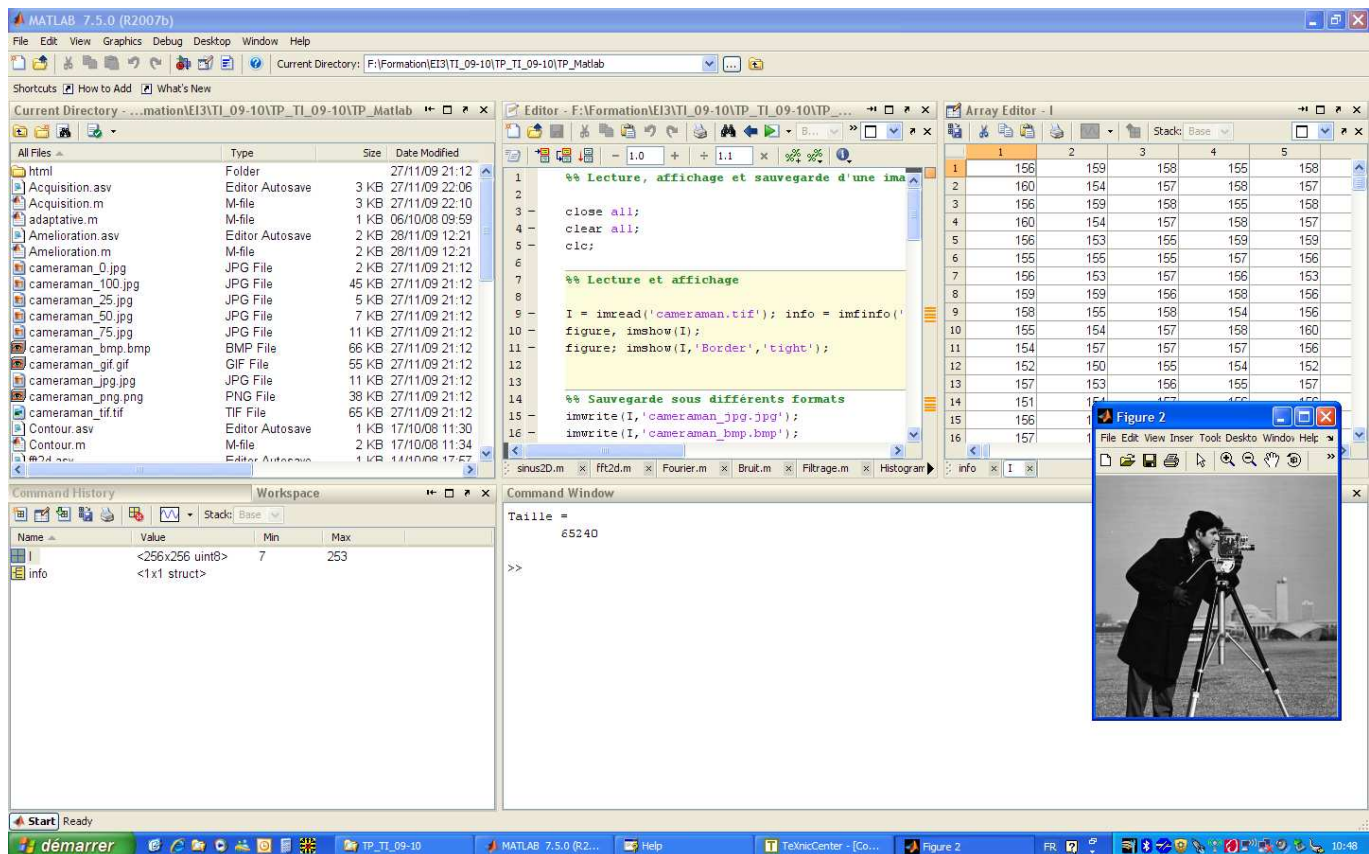 MATLAB 7.5.0 (R2007b)
File Edit View Graphics Debug Desktop Window Help
Current Directory: F:\Formation\EI3\TI_09-10\TP_TI_09-10\TP_Matlab
Shortcuts How to Add What's New
Current Directory - ...mation\EI3\TI_09-10\TP_TI_09-10\TP_Matlab
All Files Type Size Date Modified
html Folder 27/11/09 21:12
Acquisition.asv Editor Autosave 3 KB 27/11/09 22:06
Acquisition.m M-file 3 KB 27/11/09 22:10
adaptative.m M-file 1 KB 06/10/08 09:59
Amelioration.asv Editor Autosave 2 KB 28/11/09 12:21
Amelioration.m M-file 2 KB 28/11/09 12:21
cameraman_0.jpg JPG File 2 KB 27/11/09 21:12
cameraman_100.jpg JPG File 45 KB 27/11/09 21:12
cameraman_25.jpg JPG File 5 KB 27/11/09 21:12
cameraman_50.jpg JPG File 7 KB 27/11/09 21:12
cameraman_75.jpg JPG File 11 KB 27/11/09 21:12
cameraman_bmp.bmp BMP File 66 KB 27/11/09 21:12
cameraman_gif.gif GIF File 55 KB 27/11/09 21:12
cameraman_jpg.jpg JPG File 11 KB 27/11/09 21:12
cameraman_png.png PNG File 38 KB 27/11/09 21:12
cameraman_tif.tif TIF File 65 KB 27/11/09 21:12
Contour.asv Editor Autosave 1 KB 17/10/08 11:30
Contour.m M-file 2 KB 17/10/08 11:34
Editor - F:\Formation\EI3\TI_09-10\TP_TI_09-10\TP_...
B...
1.0 1.1
1 %% Lecture, affichage et sauvegarde d'une ima
2
3 close all;
4 clear all;
5 clc;
6
7 %% Lecture et affichage
8
9 I = imread('cameraman.tif'); info = imfinfo('
10 figure, imshow(I);
11 figure; imshow(I,'Border','tight');
12
13
14 %% Sauvegarde sous différents formats
15 imwrite(I,'cameraman_jpg.jpg');
16 imwrite(I,'cameraman_bmp.bmp');
sinus2D.m fft2d.m Fourier.m Bruit.m Filtrage.m Histogram
Array Editor - I
Stack: Base
1 2 3 4 5
1 156 159 158 155 158
2 160 154 157 158 157
3 156 159 158 155 158
4 160 154 157 158 157
5 156 153 155 159 159
6 155 155 155 157 156
7 156 153 157 156 153
8 159 159 156 158 156
9 158 155 158 154 156
10 155 154 157 158 160
11 154 157 157 157 156
12 152 150 155 154 152
13 157 153 156 155 157
14 151
15 156
16 157
info I
Command History Workspace
Stack: Base
Name Value Min Max
I <256x256 uint8> 7 253
info <1x1 struct>
Command Window
Taille =
65240
>>
Figure 2
File Edit View Inser Tools Deskto Window Help
Start Ready
démarrer TP_TI_09-10 MATLAB 7.5.0 (R2... Help TeXnicCenter - [Co... Figure 2 FR 10:48